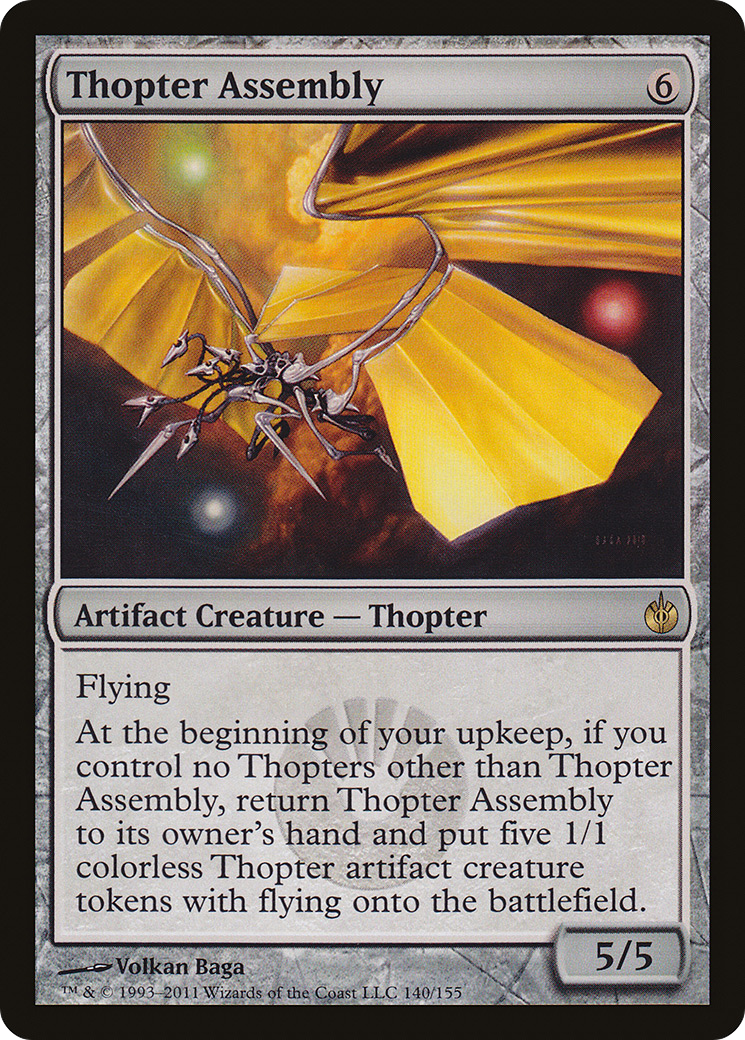 Thopter Assembly 6
Artifact Creature — Thopter
Flying
At the beginning of your upkeep, if you
control no Thopters other than Thopter
Assembly, return Thopter Assembly
to its owner's hand and put five 1/1
colorless Thopter artifact creature
tokens with flying onto the battlefield.
5/5
Volkan Baga
™ & © 1993–2011 Wizards of the Coast LLC 140/155